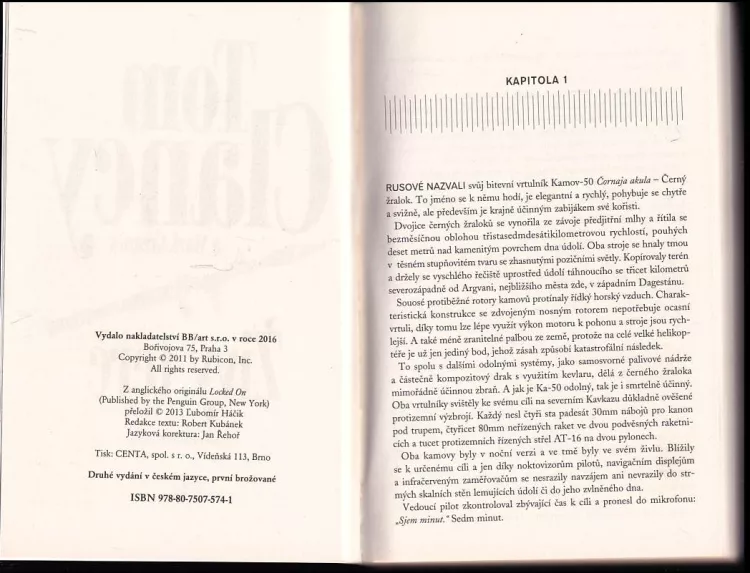 Vydalo nakladatelství BB/art s.r.o. v roce 2016
Bořivojova 75, Praha 3
Copyright © 2011 by Rubicon, Inc.
All rights reserved.
Z anglického originálu Locked On
(Published by the Penguin Group, New York)
přeložil © 2013 Ľubomír Háčik
Redakce textu: Robert Kubánek
Jazyková korektura: Jan Řehoř
Tisk: CENTA, spol. s r. o., Vídeňská 113, Brno
Druhé vydání v českém jazyce, první brožované
ISBN 978-80-7507-574-1
KAPITOLA 1
RUSOVÉ NAZVALI svůj bitevní vrtulník Kamov-50 Čornaja akula – Černý
žralok. To jméno se k němu hodí, je elegantní a rychlý, pohybuje se chytře
a svižně, ale především je krajně účinným zabijákem své kořisti.
Dvojice černých žraloků se vynořila ze závoje předjitřní mlhy a řítila se
bezměsíčnou oblohou třistasedmdesátikilometrovou rychlostí, pouhých
deset metrů nad kamenitým povrchem dna údolí. Oba stroje se hnaly tmou
v těsném stupňovitém tvaru se zhasnutými pozičními světly. Kopírovaly terén
a držely se vyschlého řečiště uprostřed údolí táhnoucího se třicet kilometrů
severozápadně od Argvani, nejbližšího města zde, v západním Dagestánu.
Souosé protiběžné rotory kamovů protínaly řídký horský vzduch. Charak-
teristická konstrukce se zdvojeným nosným rotorem nepotřebuje ocasní
vrtuli, díky tomu lze lépe využít výkon motoru k pohonu a stroje jsou rych-
lejší. A také méně zranitelné palbou ze země, protože na celé velké helikop-
téře je už jen jediný bod, jehož zásah způsobí katastrofální následek.
To spolu s dalšími odolnými systémy, jako samosvorné palivové nádrže
a částečně kompozitový drak s využitím kevlaru, dělá z černého žraloka
mimořádně účinnou zbraň. A jak je Ka-50 odolný, tak je i smrtelně účinný.
Oba vrtulníky svištěly ke svému cíli na severním Kavkazu důkladně ověšené
protizemní výzbrojí. Každý nesl čtyři sta padesát 30mm nábojů pro kanon
pod trupem, čtyřicet 80mm neřízených raket ve dvou podvěsných raketni-
cích a tucet protizemních řízených střel AT-16 na dvou pylonech.
Oba kamovy byly v noční verzi a ve tmě byly ve svém živlu. Blížily
se k určenému cíli a jen díky noktovizorům pilotů, navigačním displejům
a infračerveným zaměřovačům se nesrazily navzájem ani nevrazily do str-
mých skalních stěn lemujících údolí či do jeho zvlněného dna.
Vedoucí pilot zkontroloval zbývající čas k cíli a pronesl do mikrofonu:
„Sjem minut.“ Sedm minut.